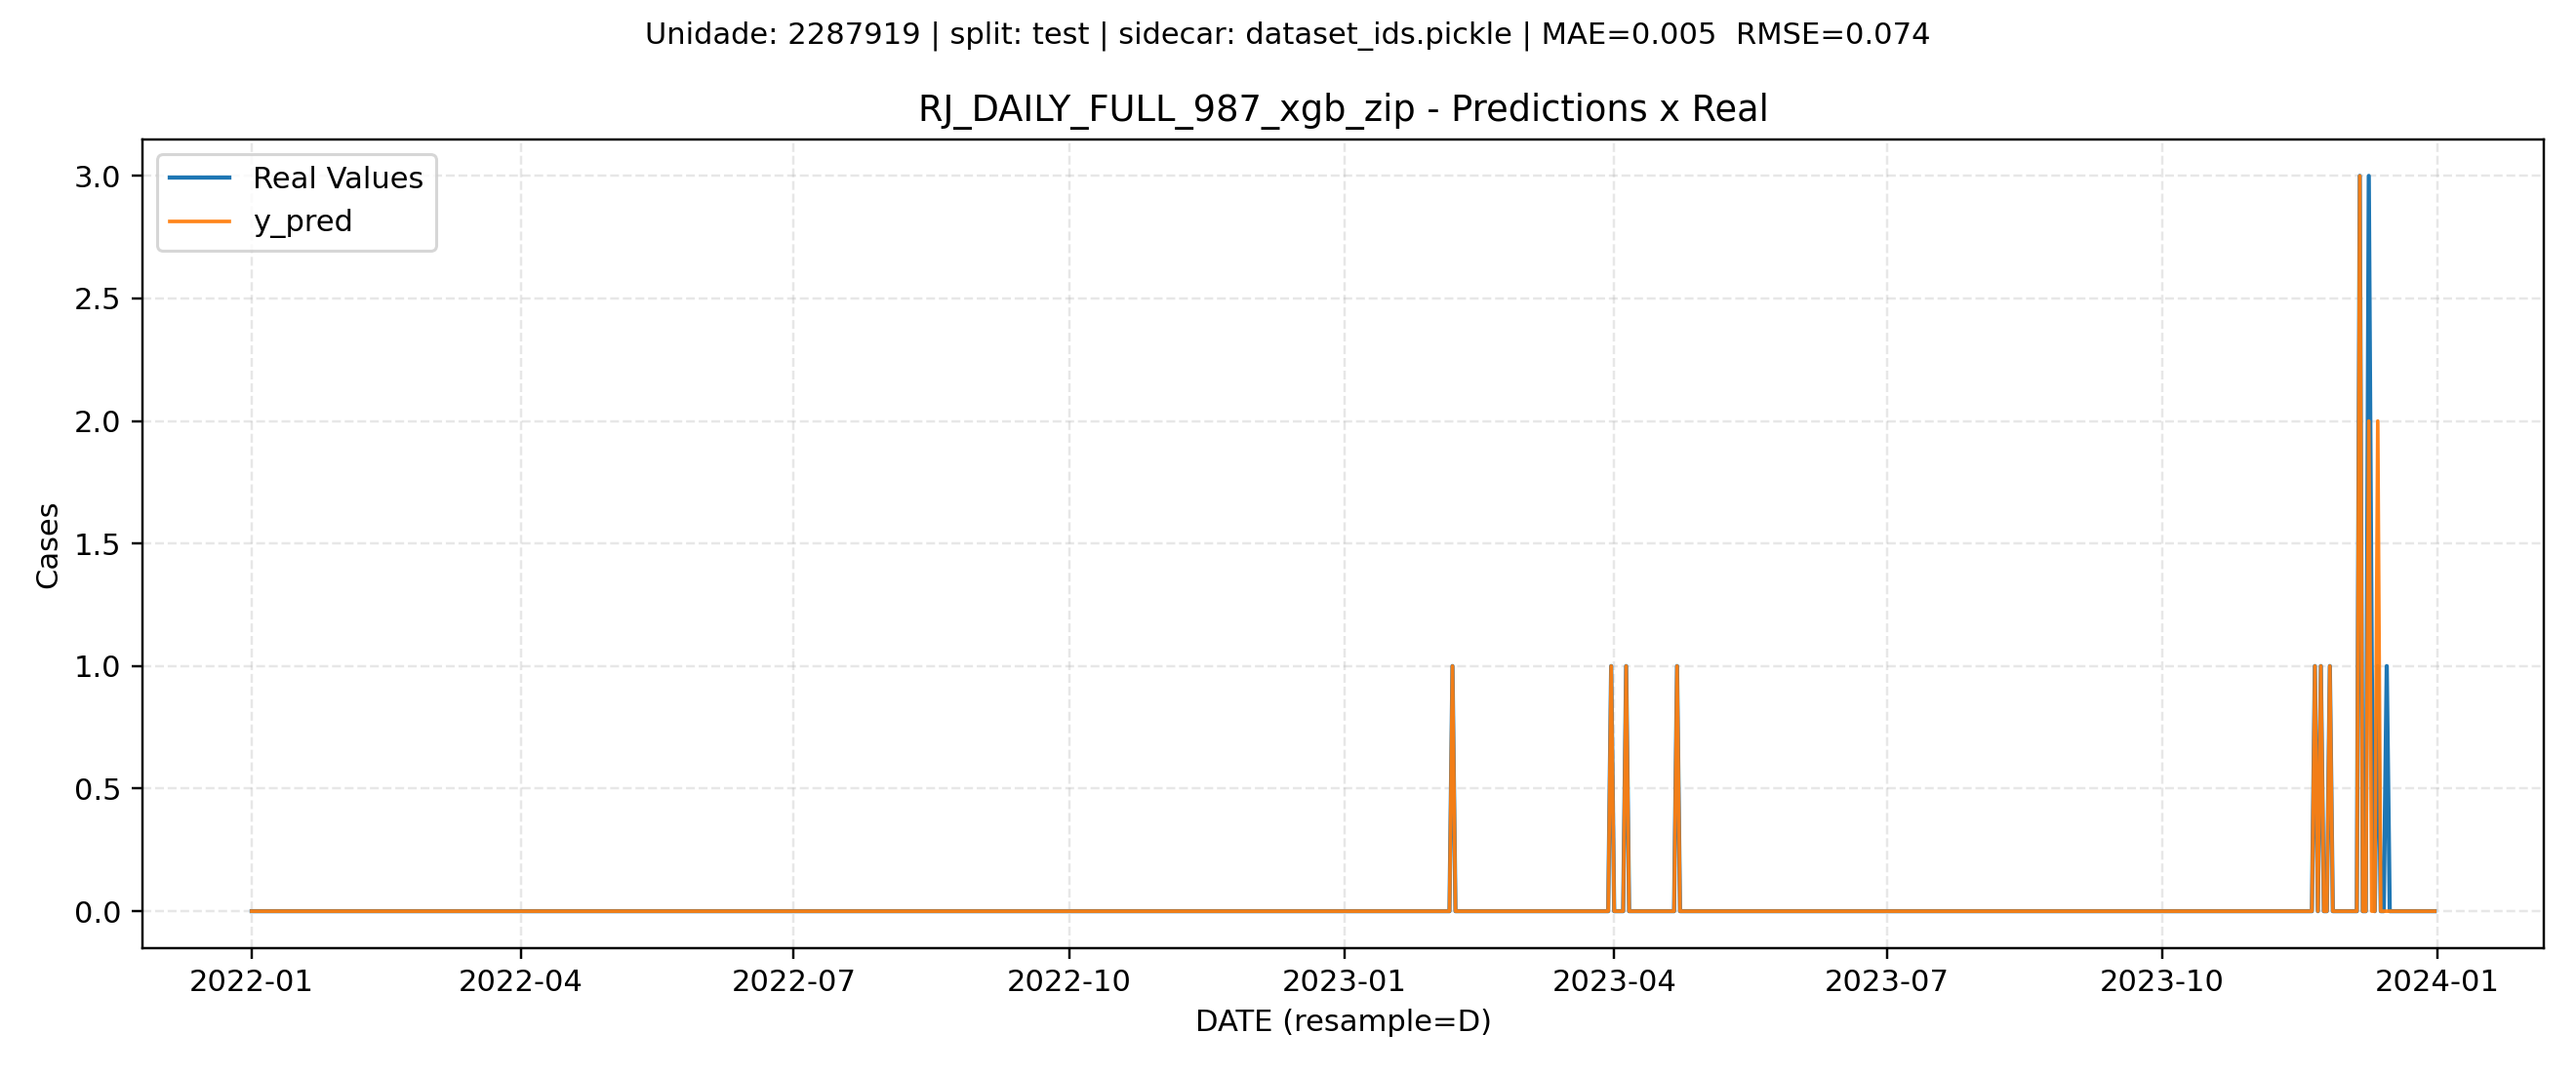 Unidade: 2287919 | split: test | sidecar: dataset_ids.pickle | MAE=0.005  RMSE=0.074
RJ_DAILY_FULL_987_xgb_zip - Predictions x Real
Real Values
y_pred
3.0
2.5
2.0
1.5
1.0
0.5
0.0
Cases
2022-01 2022-04 2022-07 2022-10 2023-01 2023-04 2023-07 2023-10 2024-01
DATE (resample=D)